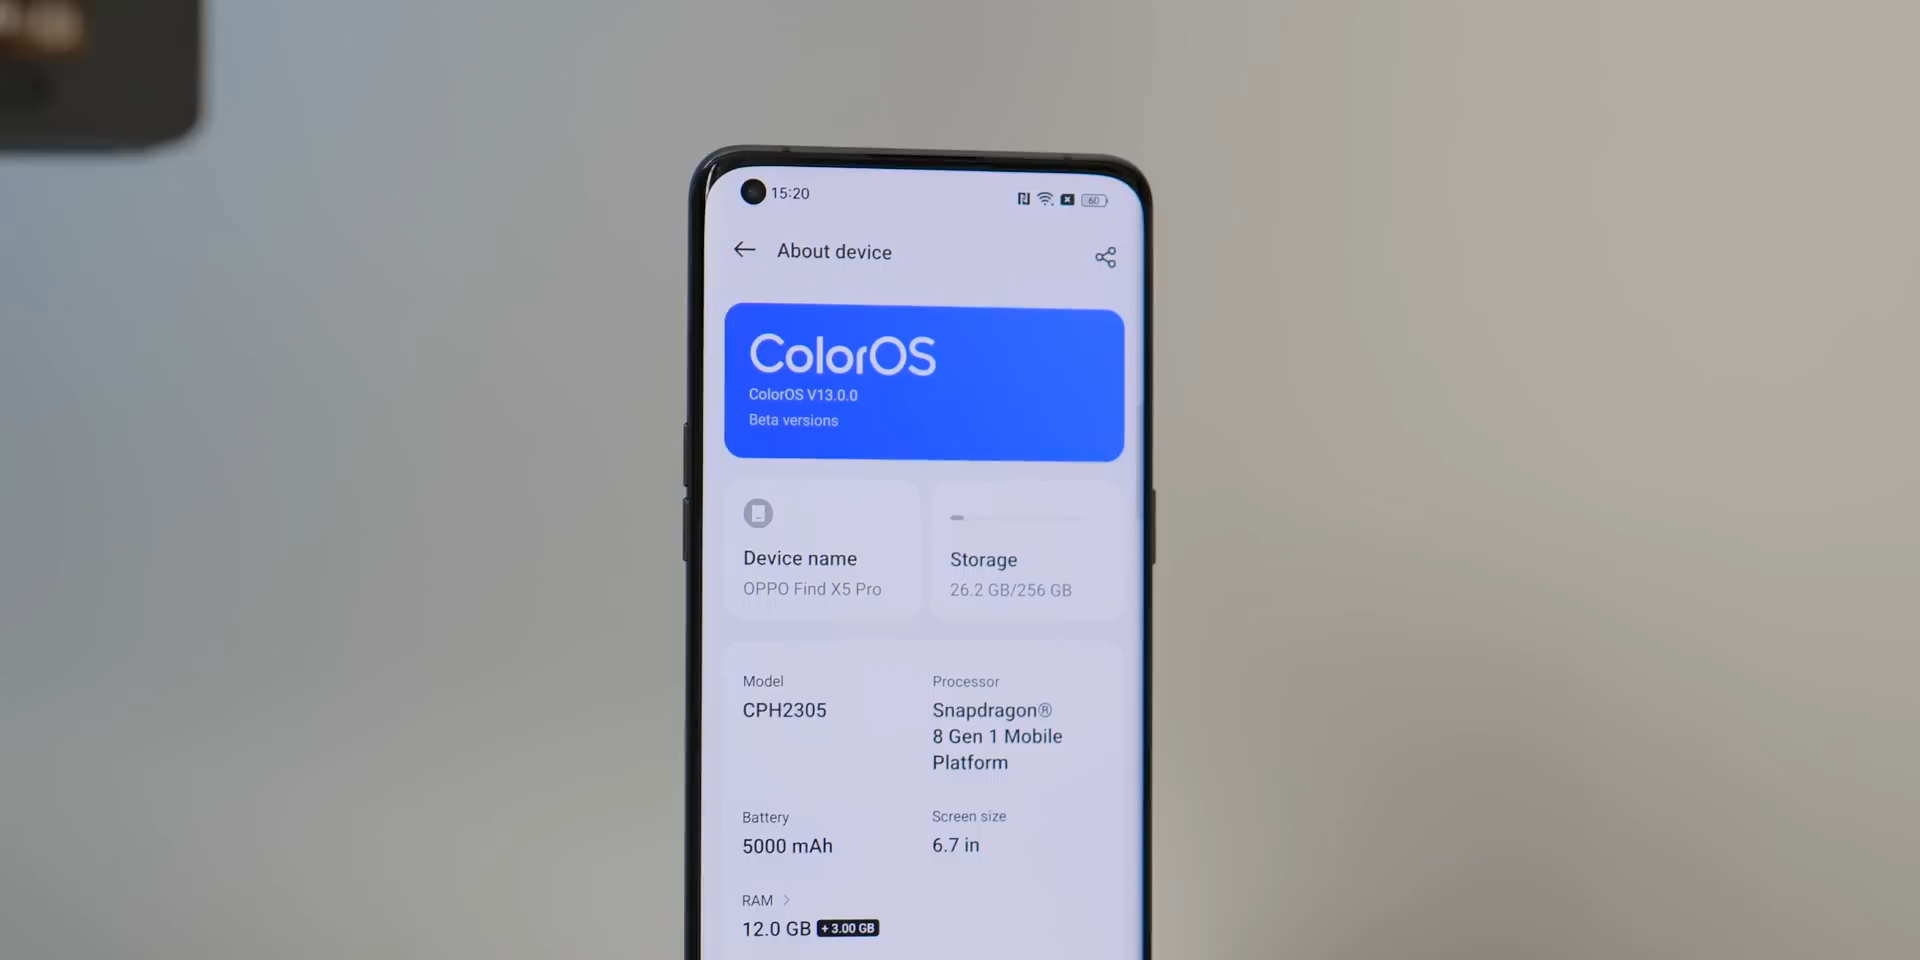 15:20
60
About device
ColorOS
ColorOS V13.0.0
Beta versions
Device name
OPPO Find X5 Pro
Storage
26.2 GB/256 GB
Model
CPH2305
Processor
Snapdragon®
8 Gen 1 Mobile
Platform
Battery
5000 mAh
Screen size
6.7 in
RAM >
12.0 GB + 3.00 GB